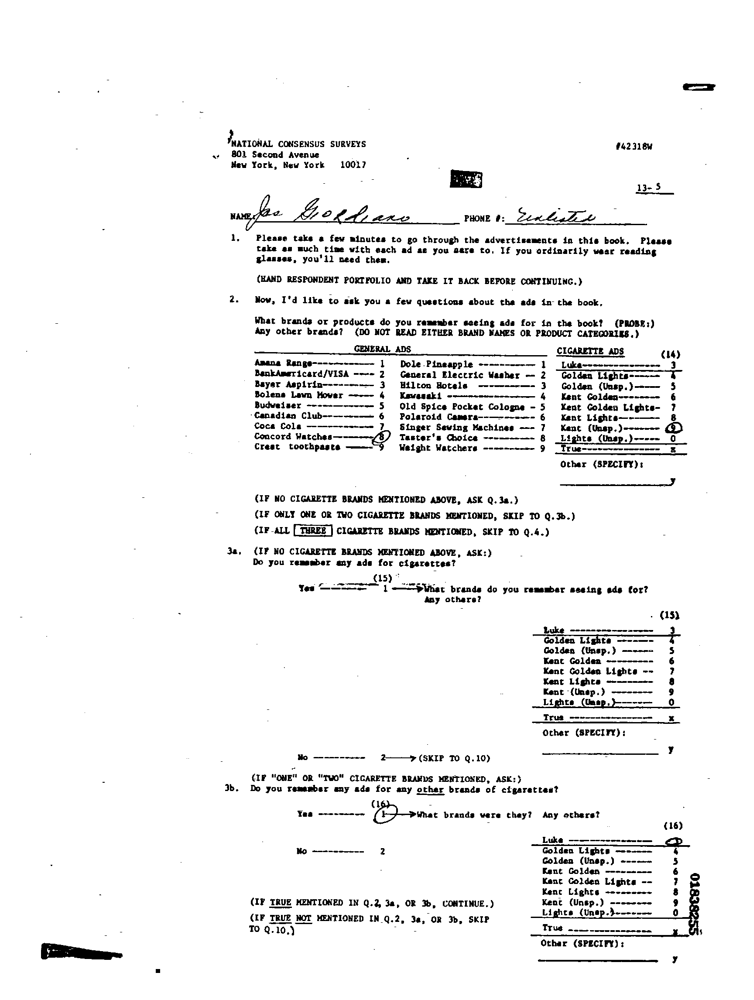 NATIONAL CONSENSUS SURVEYS #42318W
801 Second Avenue
New York, New York 10017
13- 5
NAME: Jas Giordiano PHONE #: Unlisted
1. Please take a few minutes to go through the advertisements in this book. Please
take as much time with each ad as you care to. If you ordinarily wear reading
glasses, you'll need them.
(HAND RESPONDENT PORTFOLIO AND TAKE IT BACK BEFORE CONTINUING.)
2. Now, I'd like to ask you a few questions about the ads in the book.
What brands or products do you remember seeing ads for in the book? (PROBE:)
Any other brands? (DO NOT READ EITHER BRAND NAMES OR PRODUCT CATEGORIES.)
GENERAL ADS CIGARETTE ADS (14)
Amana Range----------- 1 Dole Pineapple ----------- 1 Luke--------------- 3
BankAmericard/VISA ---- 2 General Electric Washer -- 2 Golden Lights------ 4
Bayer Aspirin--------- 3 Hilton Hotels ----------- 3 Golden (Unsp.)----- 5
Bolens Lawn Mower ----- 4 Kawasaki ---------------- 4 Kent Golden-------- 6
Budweiser ------------- 5 Old Spice Pocket Cologne - 5 Kent Golden Lights- 7
Canadian Club---------- 6 Polaroid Camera---------- 6 Kent Lights-------- 8
Coca Cola ------------- 7 Singer Sewing Machines --- 7 Kent (Unsp.)------- 9
Concord Watches-------- 8 Taster's Choice --------- 8 Lights (Unsp.)----- 0
Crest toothpaste ------ 9 Weight Watchers ---------- 9 True--------------- x
Other (SPECIFY):
y
(IF NO CIGARETTE BRANDS MENTIONED ABOVE, ASK Q.3a.)
(IF ONLY ONE OR TWO CIGARETTE BRANDS MENTIONED, SKIP TO Q.3b.)
(IF ALL THREE CIGARETTE BRANDS MENTIONED, SKIP TO Q.4.)
3a. (IF NO CIGARETTE BRANDS MENTIONED ABOVE, ASK:)
Do you remember any ads for cigarettes?
(15)
Yes --------- 1 What brands do you remember seeing ads for?
Any others?
(15)
Luke --------------- 3
Golden Lights ------- 4
Golden (Unsp.) ------ 5
Kent Golden --------- 6
Kent Golden Lights -- 7
Kent Lights --------- 8
Kent (Unsp.) -------- 9
Lights (Unsp.)------- 0
True ---------------- x
Other (SPECIFY):
y
No --------- 2 (SKIP TO Q.10)
(IF "ONE" OR "TWO" CIGARETTE BRANDS MENTIONED, ASK:)
3b. Do you remember any ads for any other brands of cigarettes?
(16)
Yes --------- 1 What brands were they? Any others?
(16)
Luke ---------------- 3
No ---------- 2 Golden Lights ------- 4
Golden (Unsp.) ------ 5
Kent Golden --------- 6
Kent Golden Lights -- 7
Kent Lights --------- 8
(IF TRUE MENTIONED IN Q.2, 3a, OR 3b, CONTINUE.) Kent (Unsp.) -------- 9
Lights (Unsp.)------- 0
(IF TRUE NOT MENTIONED IN Q.2, 3a, OR 3b, SKIP
TO Q.10.) True ---------------- x
Other (SPECIFY):
y
01838255